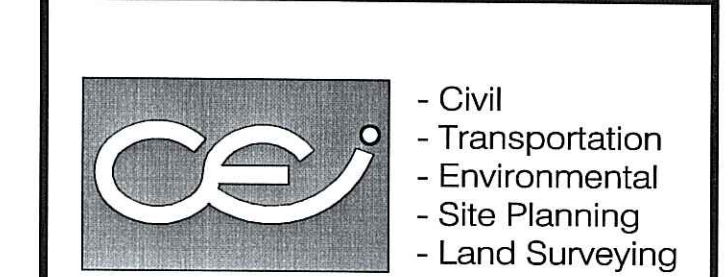 CEi
- Civil
- Transportation
- Environmental
- Site Planning
- Land Surveying